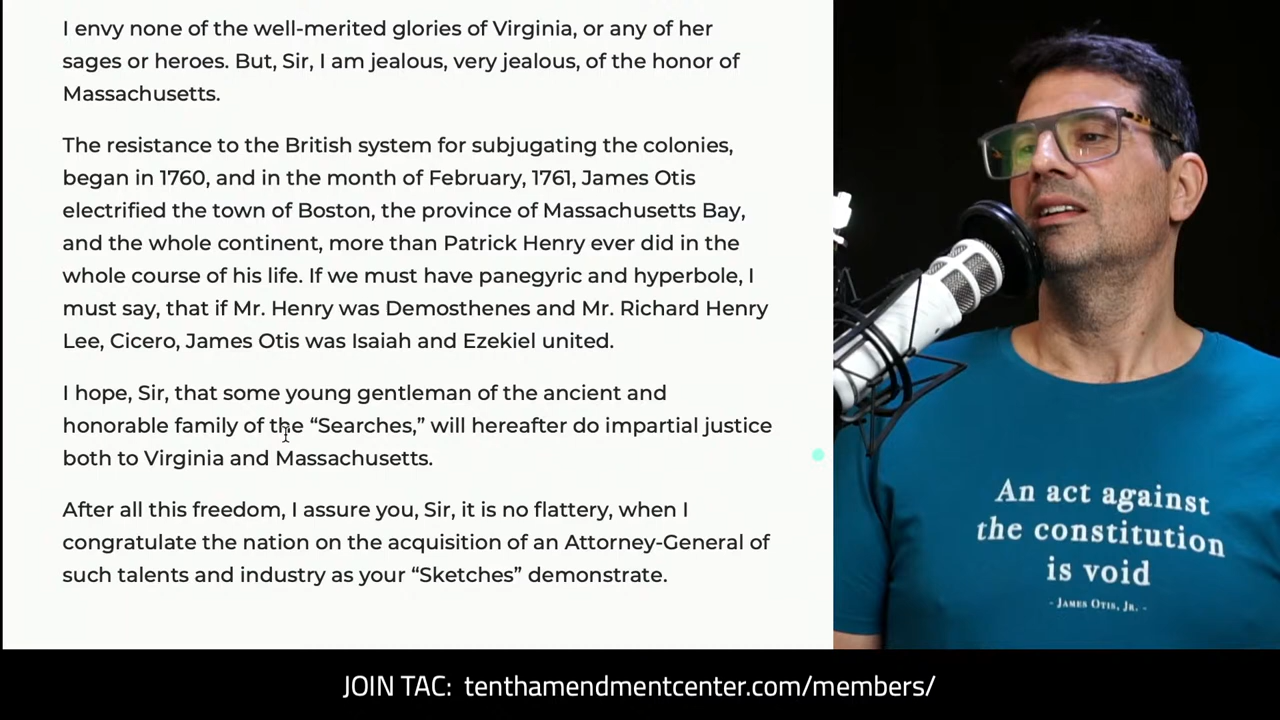 I envy none of the well-merited glories of Virginia, or any of her
sages or heroes. But, Sir, I am jealous, very jealous, of the honor of
Massachusetts.
The resistance to the British system for subjugating the colonies,
began in 1760, and in the month of February, 1761, James Otis
electrified the town of Boston, the province of Massachusetts Bay,
and the whole continent, more than Patrick Henry ever did in the
whole course of his life. If we must have panegyric and hyperbole, I
must say, that if Mr. Henry was Demosthenes and Mr. Richard Henry
Lee, Cicero, James Otis was Isaiah and Ezekiel united.
I hope, Sir, that some young gentleman of the ancient and
honorable family of the “Searches,” will hereafter do impartial justice
both to Virginia and Massachusetts.
After all this freedom, I assure you, Sir, it is no flattery, when I
congratulate the nation on the acquisition of an Attorney-General of
such talents and industry as your “Sketches” demonstrate.
An act against
the constitution
is void
- James Otis, Jr. -
JOIN TAC: tenthamendmentcenter.com/members/